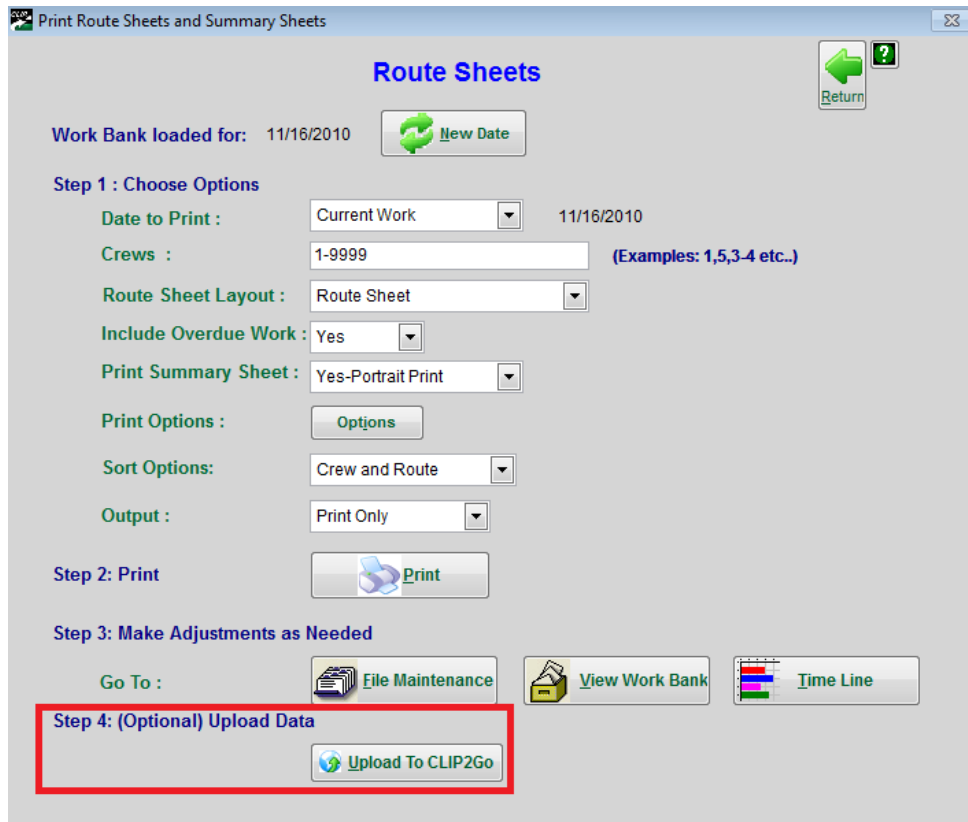 Print Route Sheets and Summary Sheets
Route Sheets
?
Return
Work Bank loaded for: 11/16/2010 New Date
Step 1 : Choose Options
Date to Print : Current Work 11/16/2010
Crews : 1-9999 (Examples: 1,5,3-4 etc..)
Route Sheet Layout : Route Sheet
Include Overdue Work : Yes
Print Summary Sheet : Yes-Portrait Print
Print Options : Options
Sort Options: Crew and Route
Output : Print Only
Step 2: Print Print
Step 3: Make Adjustments as Needed
Go To : File Maintenance View Work Bank Time Line
Step 4: (Optional) Upload Data
Upload To CLIP2Go